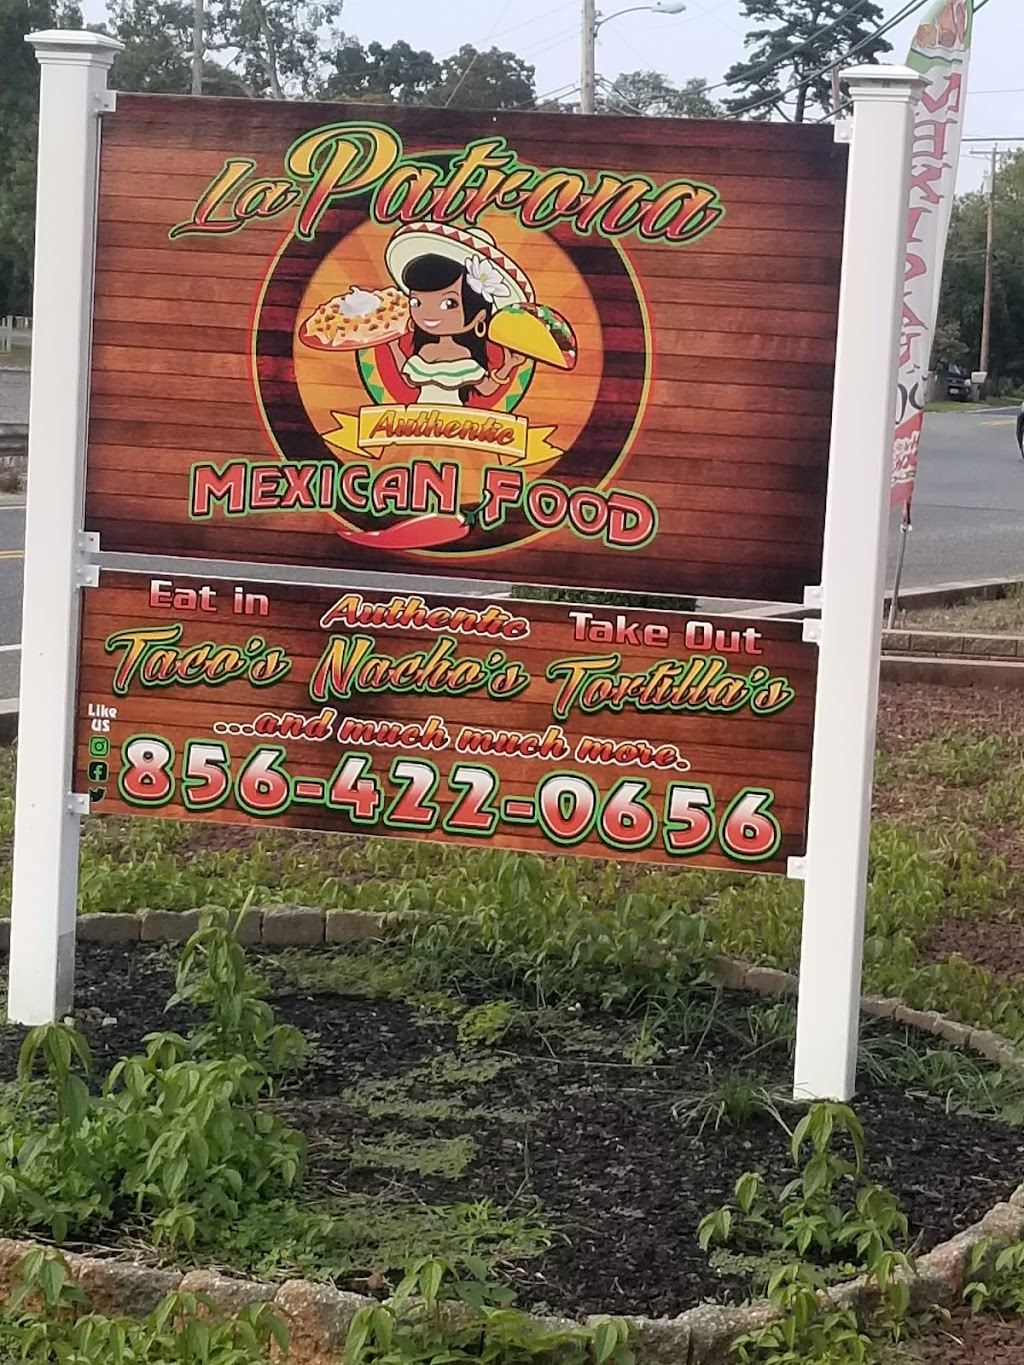 La Patrona
Authentic
MEXICAN FOOD
Eat in Authentic Take Out
Taco's Nacho's Tortilla's
...and much much more.
Like
us
856-422-0656